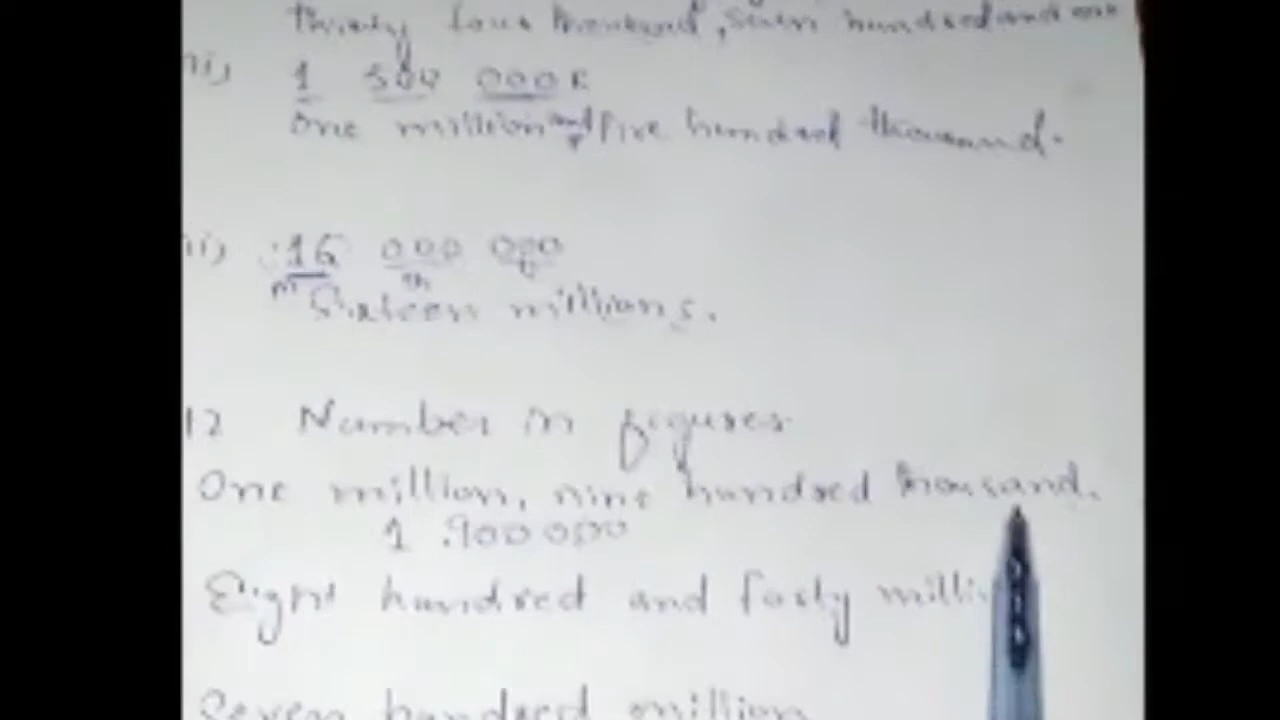 thirty four thousand, seven hundred and one
ii) 1 500 000
One million and five hundred thousand.
ii) 16 000 000
m th
Sixteen millions.
12 Number in figures
One million, nine hundred thousand.
1 900 000
Eight hundred and forty milli
Seven hundred million